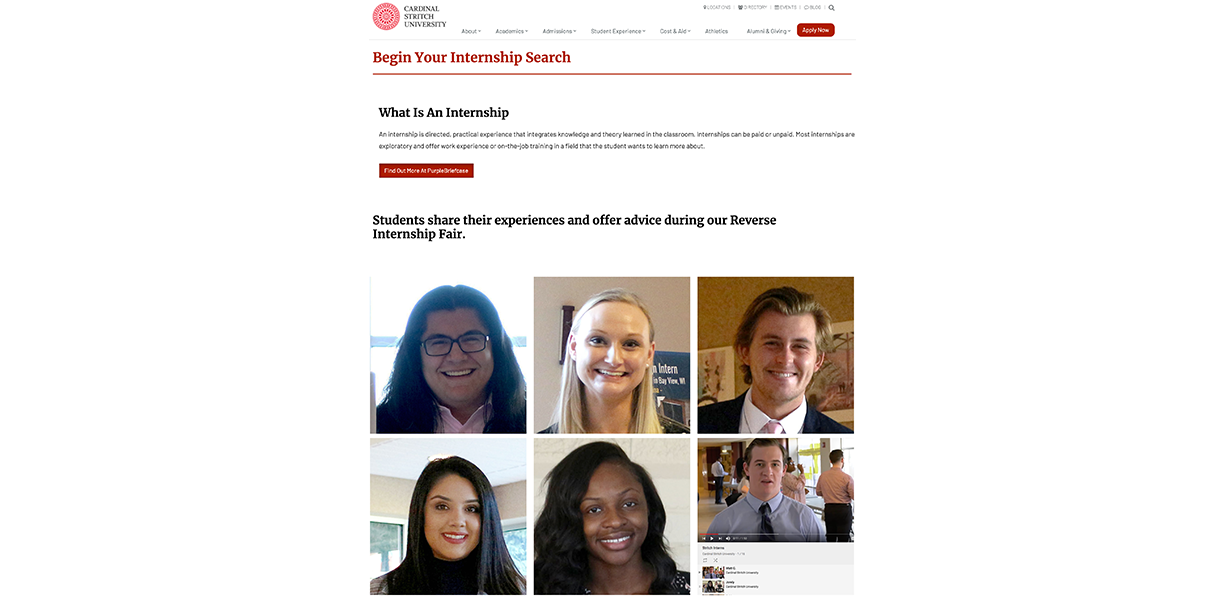 CARDINAL
STRITCH
UNIVERSITY
LOCATIONS | DIRECTORY | EVENTS | BLOG |
About Academics Admissions Student Experience Cost & Aid Athletics Alumni & Giving Apply Now
Begin Your Internship Search
What Is An Internship
An internship is directed, practical experience that integrates knowledge and theory learned in the classroom. Internships can be paid or unpaid. Most internships are
exploratory and offer work experience or on-the-job training in a field that the student wants to learn more about.
Find Out More At PurpleBriefcase
Students share their experiences and offer advice during our Reverse
Internship Fair.
n Intern
in Bay View, WI
Stritch Interns
Cardinal Stritch University
Cardinal Stritch University
Cardinal Stritch University